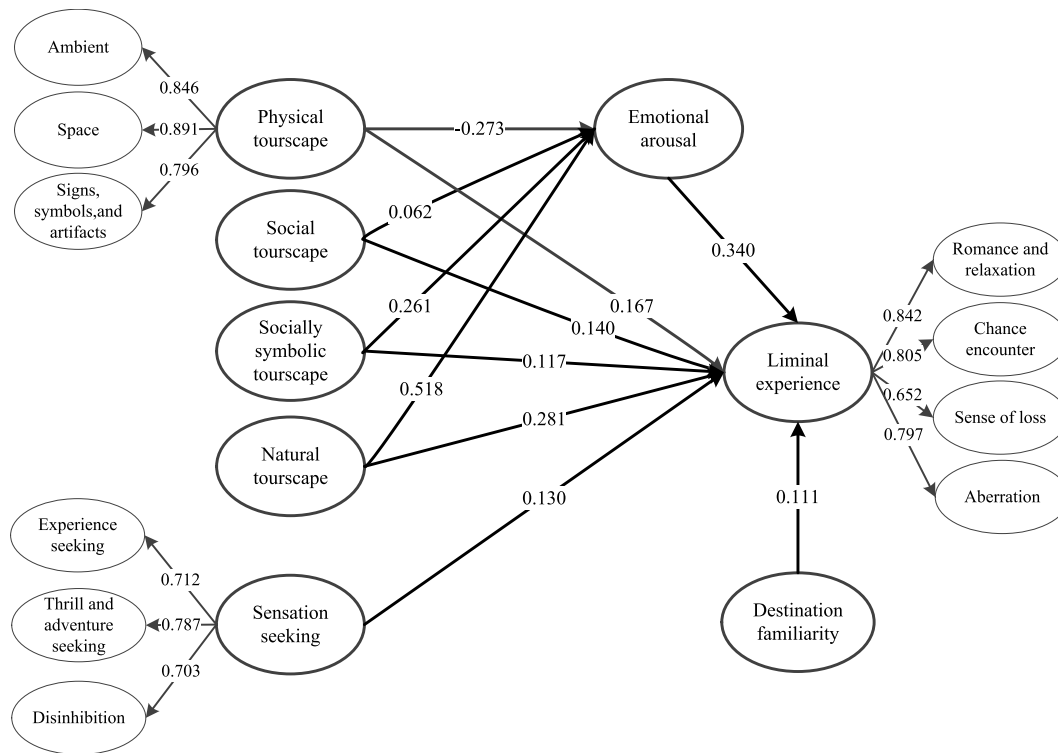 Ambient
0.846
Space
0.891
0.796
Signs,
symbols,and
artifacts
Physical
tourscape
-0.273
Emotional
arousal
Social
tourscape
0.062
0.340
Romance and
relaxation
0.842
Socially
symbolic
tourscape
0.261
0.167
0.140
0.117
Liminal
experience
Chance
encounter
0.805
0.652
Sense of loss
0.797
Aberration
0.518
0.281
Natural
tourscape
0.130
0.111
Experience
seeking
0.712
Thrill and
adventure
seeking
0.787
0.703
Disinhibition
Sensation
seeking
Destination
familiarity